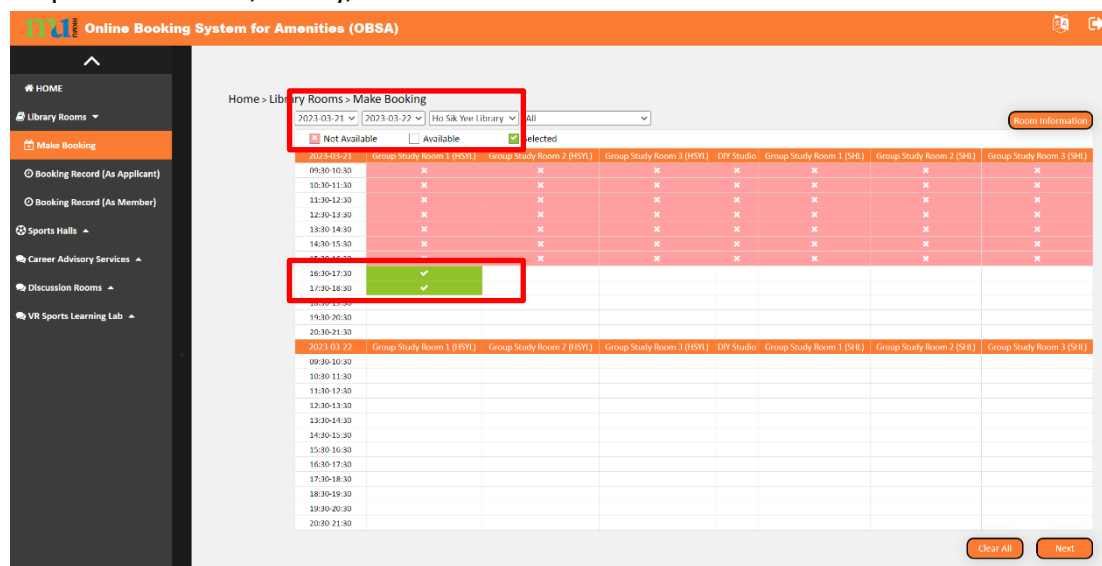 mu HKMU Online Booking System for Amenities (OBSA)
HOME
Library Rooms
Make Booking
Booking Record (As Applicant)
Booking Record (As Member)
Sports Halls
Career Advisory Services
Discussion Rooms
VR Sports Learning Lab
Home > Library Rooms > Make Booking
2023-03-21 2023-03-22 Ho Sik Yee Library All
Room Information
Not Available Available Selected
2023-03-21 Group Study Room 1 (HSYL) Group Study Room 2 (HSYL) Group Study Room 3 (HSYL) DIY Studio Group Study Room 1 (SHL) Group Study Room 2 (SHL) Group Study Room 3 (SHL)
09:30-10:30
10:30-11:30
11:30-12:30
12:30-13:30
13:30-14:30
14:30-15:30
15:30-16:30
16:30-17:30
17:30-18:30
18:30-19:30
19:30-20:30
20:30-21:30
2023-03-22 Group Study Room 1 (HSYL) Group Study Room 2 (HSYL) Group Study Room 3 (HSYL) DIY Studio Group Study Room 1 (SHL) Group Study Room 2 (SHL) Group Study Room 3 (SHL)
09:30-10:30
10:30-11:30
11:30-12:30
12:30-13:30
13:30-14:30
14:30-15:30
15:30-16:30
16:30-17:30
17:30-18:30
18:30-19:30
19:30-20:30
20:30-21:30
Clear All Next